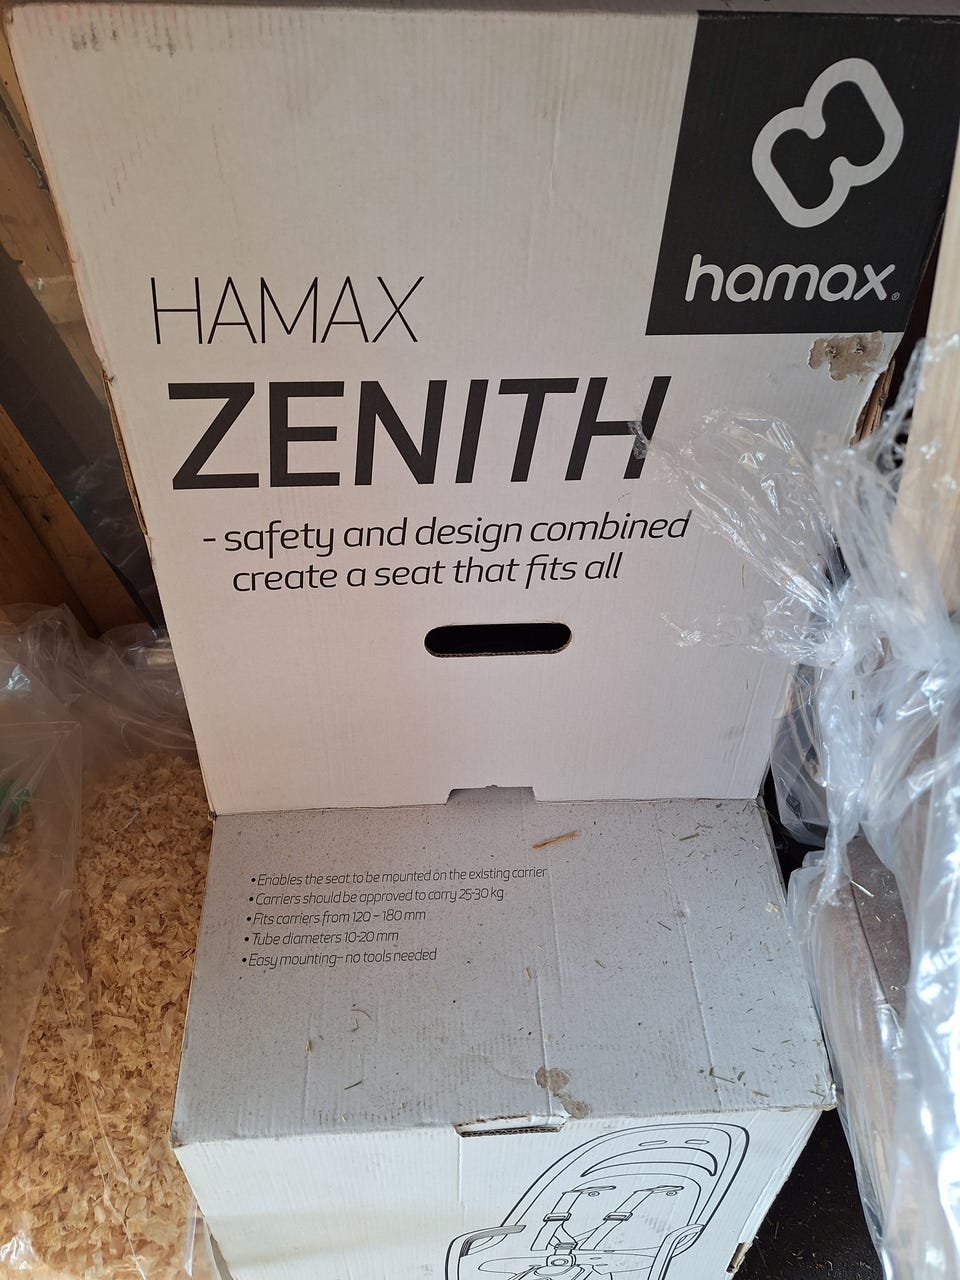 hamax®
HAMAX
ZENITH
- safety and design combined
create a seat that fits all
• Enables the seat to be mounted on the existing carrier
• Carriers should be approved to carry 25-30 kg
• Fits carriers from 120 - 180 mm
• Tube diameters 10-20 mm
• Easy mounting- no tools needed